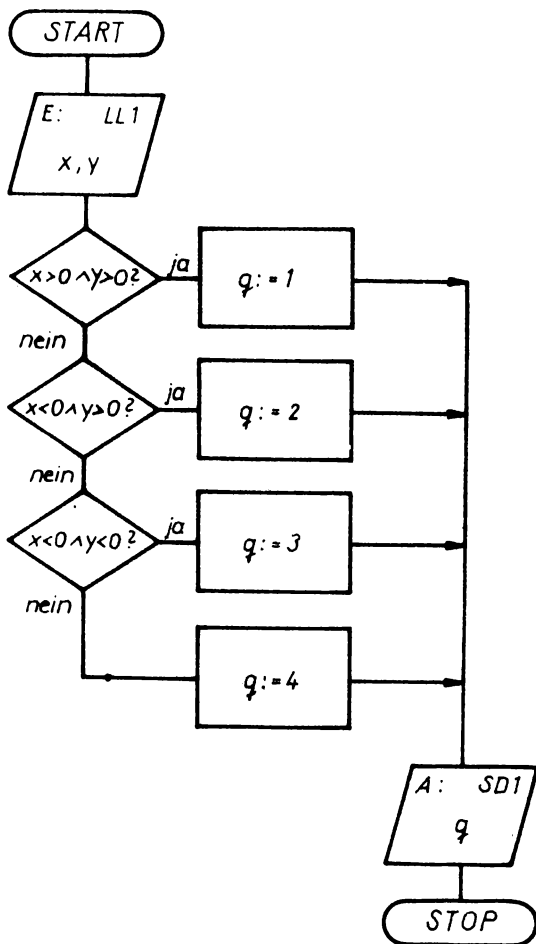 START
E: LL1
x, y
x>0∧y>0?
ja
q:=1
nein
x<0∧y>0?
ja
q:=2
nein
x<0∧y<0?
ja
q:=3
nein
q:=4
A: SD1
q
STOP